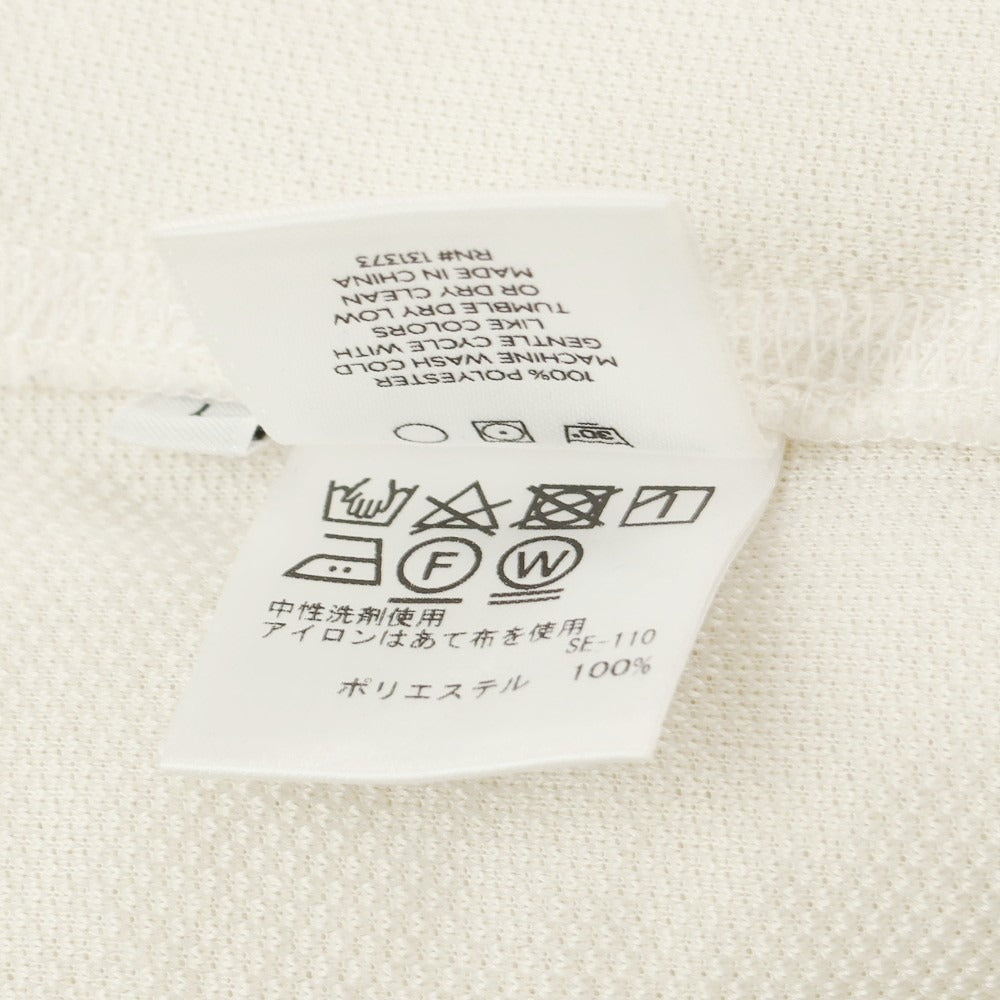 100% POLYESTER
MACHINE WASH COLD
GENTLE CYCLE WITH
LIKE COLORS
TUMBLE DRY LOW
OR DRY CLEAN
MADE IN CHINA
RN# 131373
30°
F
W
中性洗剤使用
アイロンはあて布を使用
SE-110
ポリエステル 100%